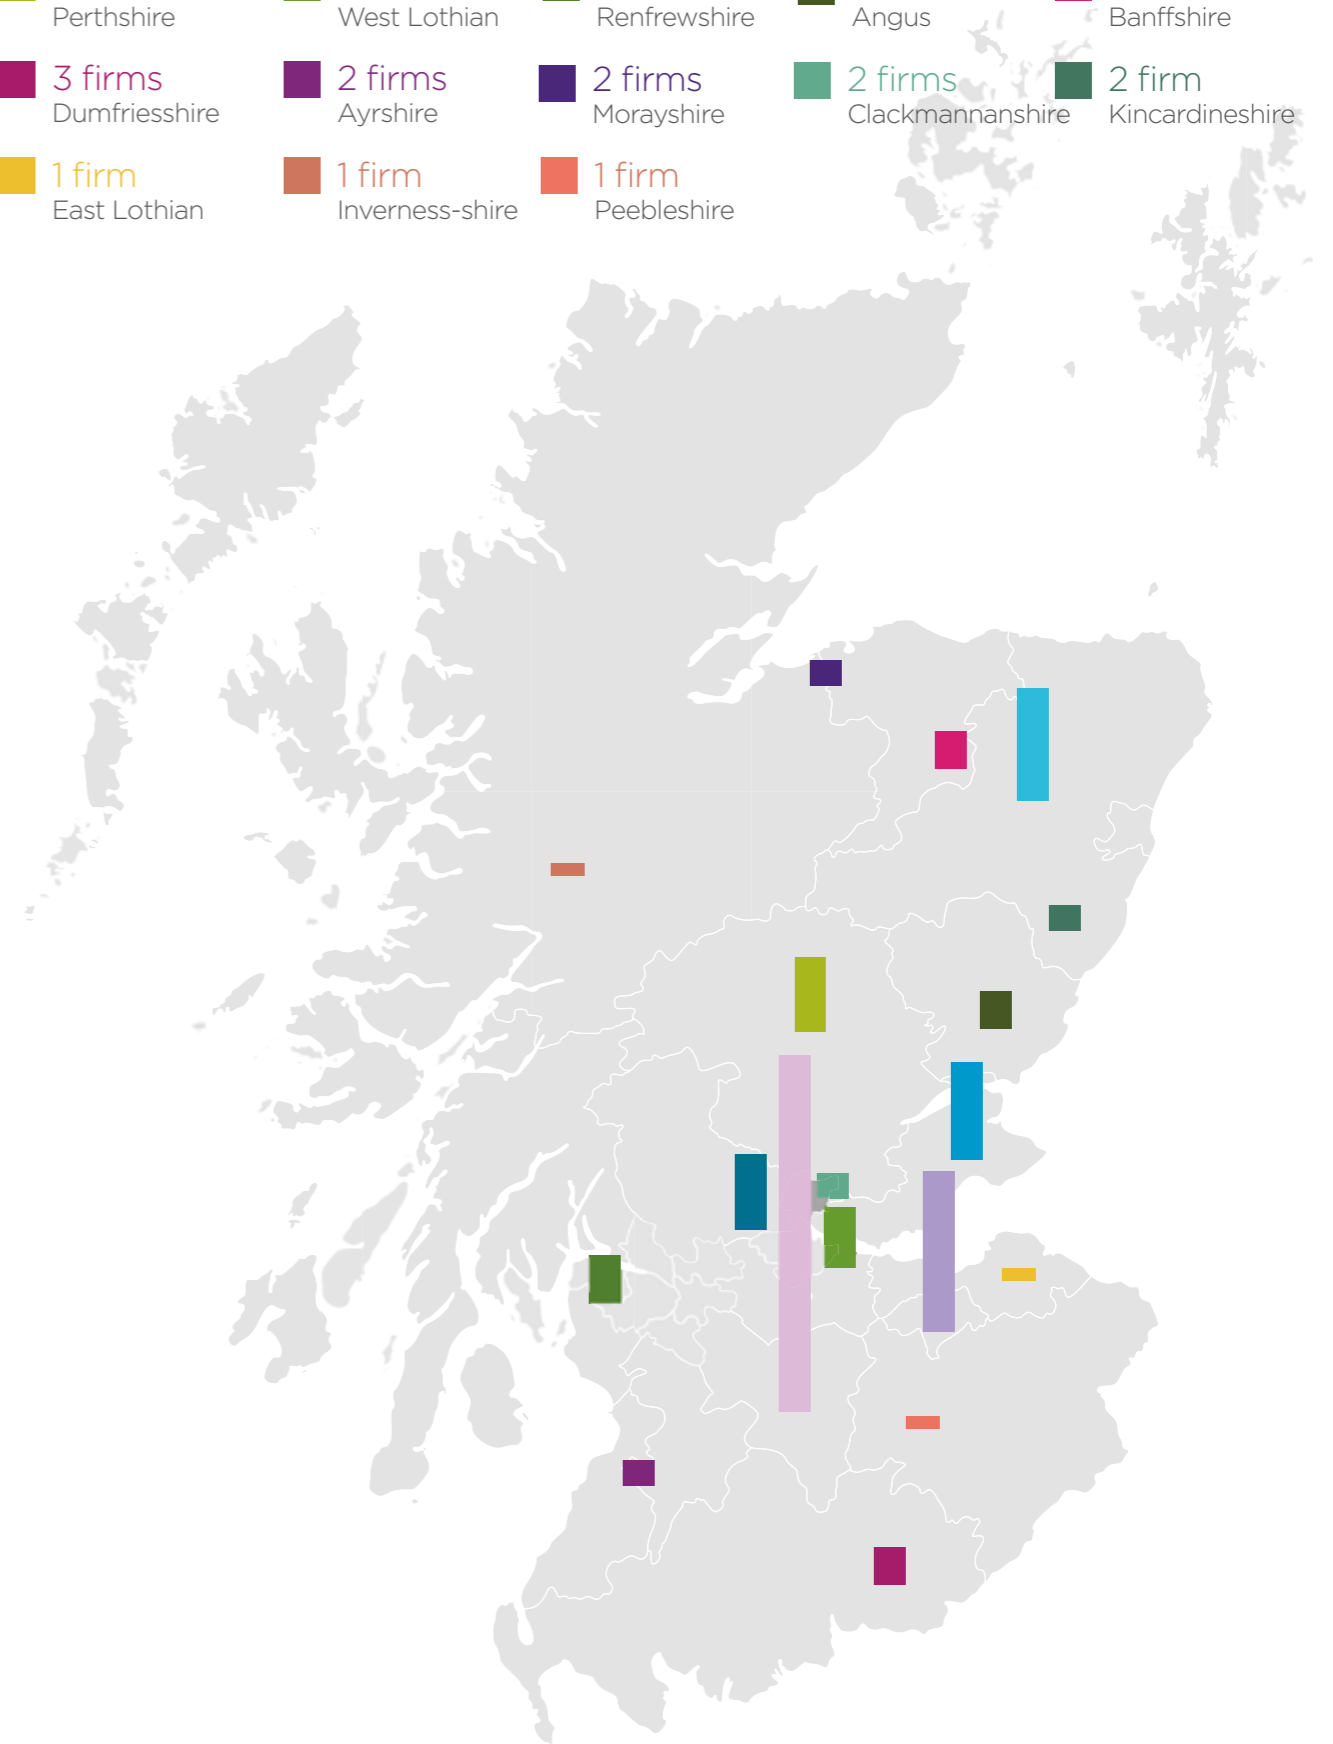 Perthshire
West Lothian
Renfrewshire
Angus
Banffshire
3 firms
Dumfriesshire
2 firms
Ayrshire
2 firms
Morayshire
2 firms
Clackmannanshire
2 firm
Kincardineshire
1 firm
East Lothian
1 firm
Inverness-shire
1 firm
Peebleshire